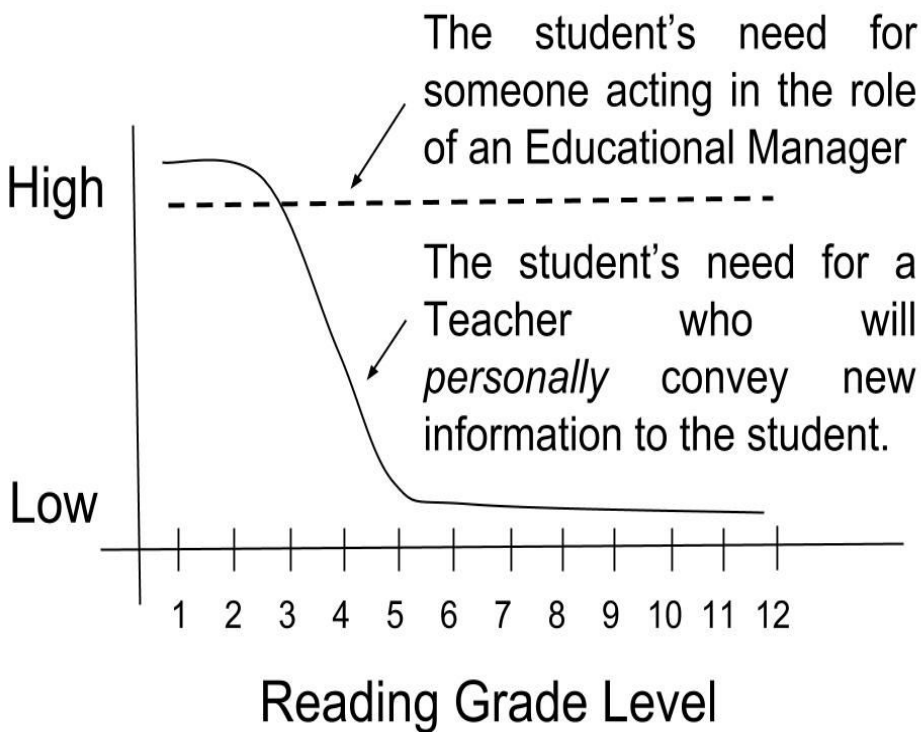 The student’s need for
someone acting in the role
of an Educational Manager
High
The student’s need for a
Teacher who will
personally convey new
information to the student.
Low
1 2 3 4 5 6 7 8 9 10 11 12
Reading Grade Level